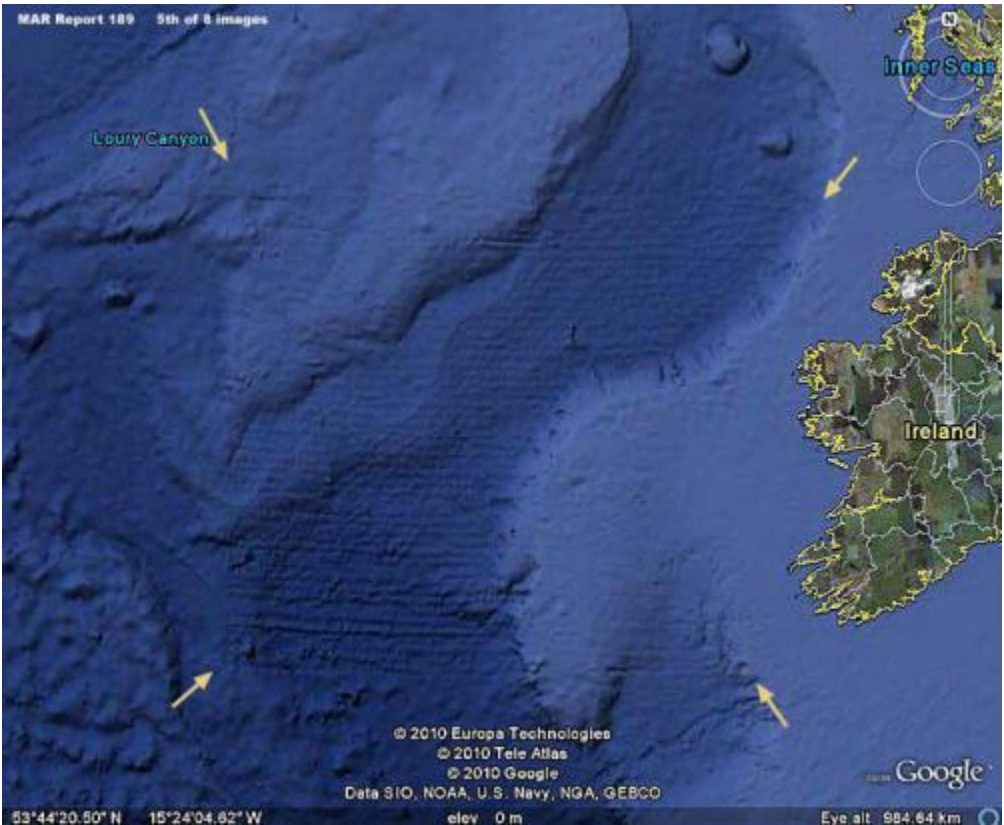 MAR Report 189 5th of 8 images
N
Inner Seas
Loury Canyon
Ireland
© 2010 Europa Technologies
© 2010 Tele Atlas
© 2010 Google
Data SIO, NOAA, U.S. Navy, NGA, GEBCO
Google
53°44'20.50" N 15°24'04.62" W elev 0 m Eye alt 984.64 km